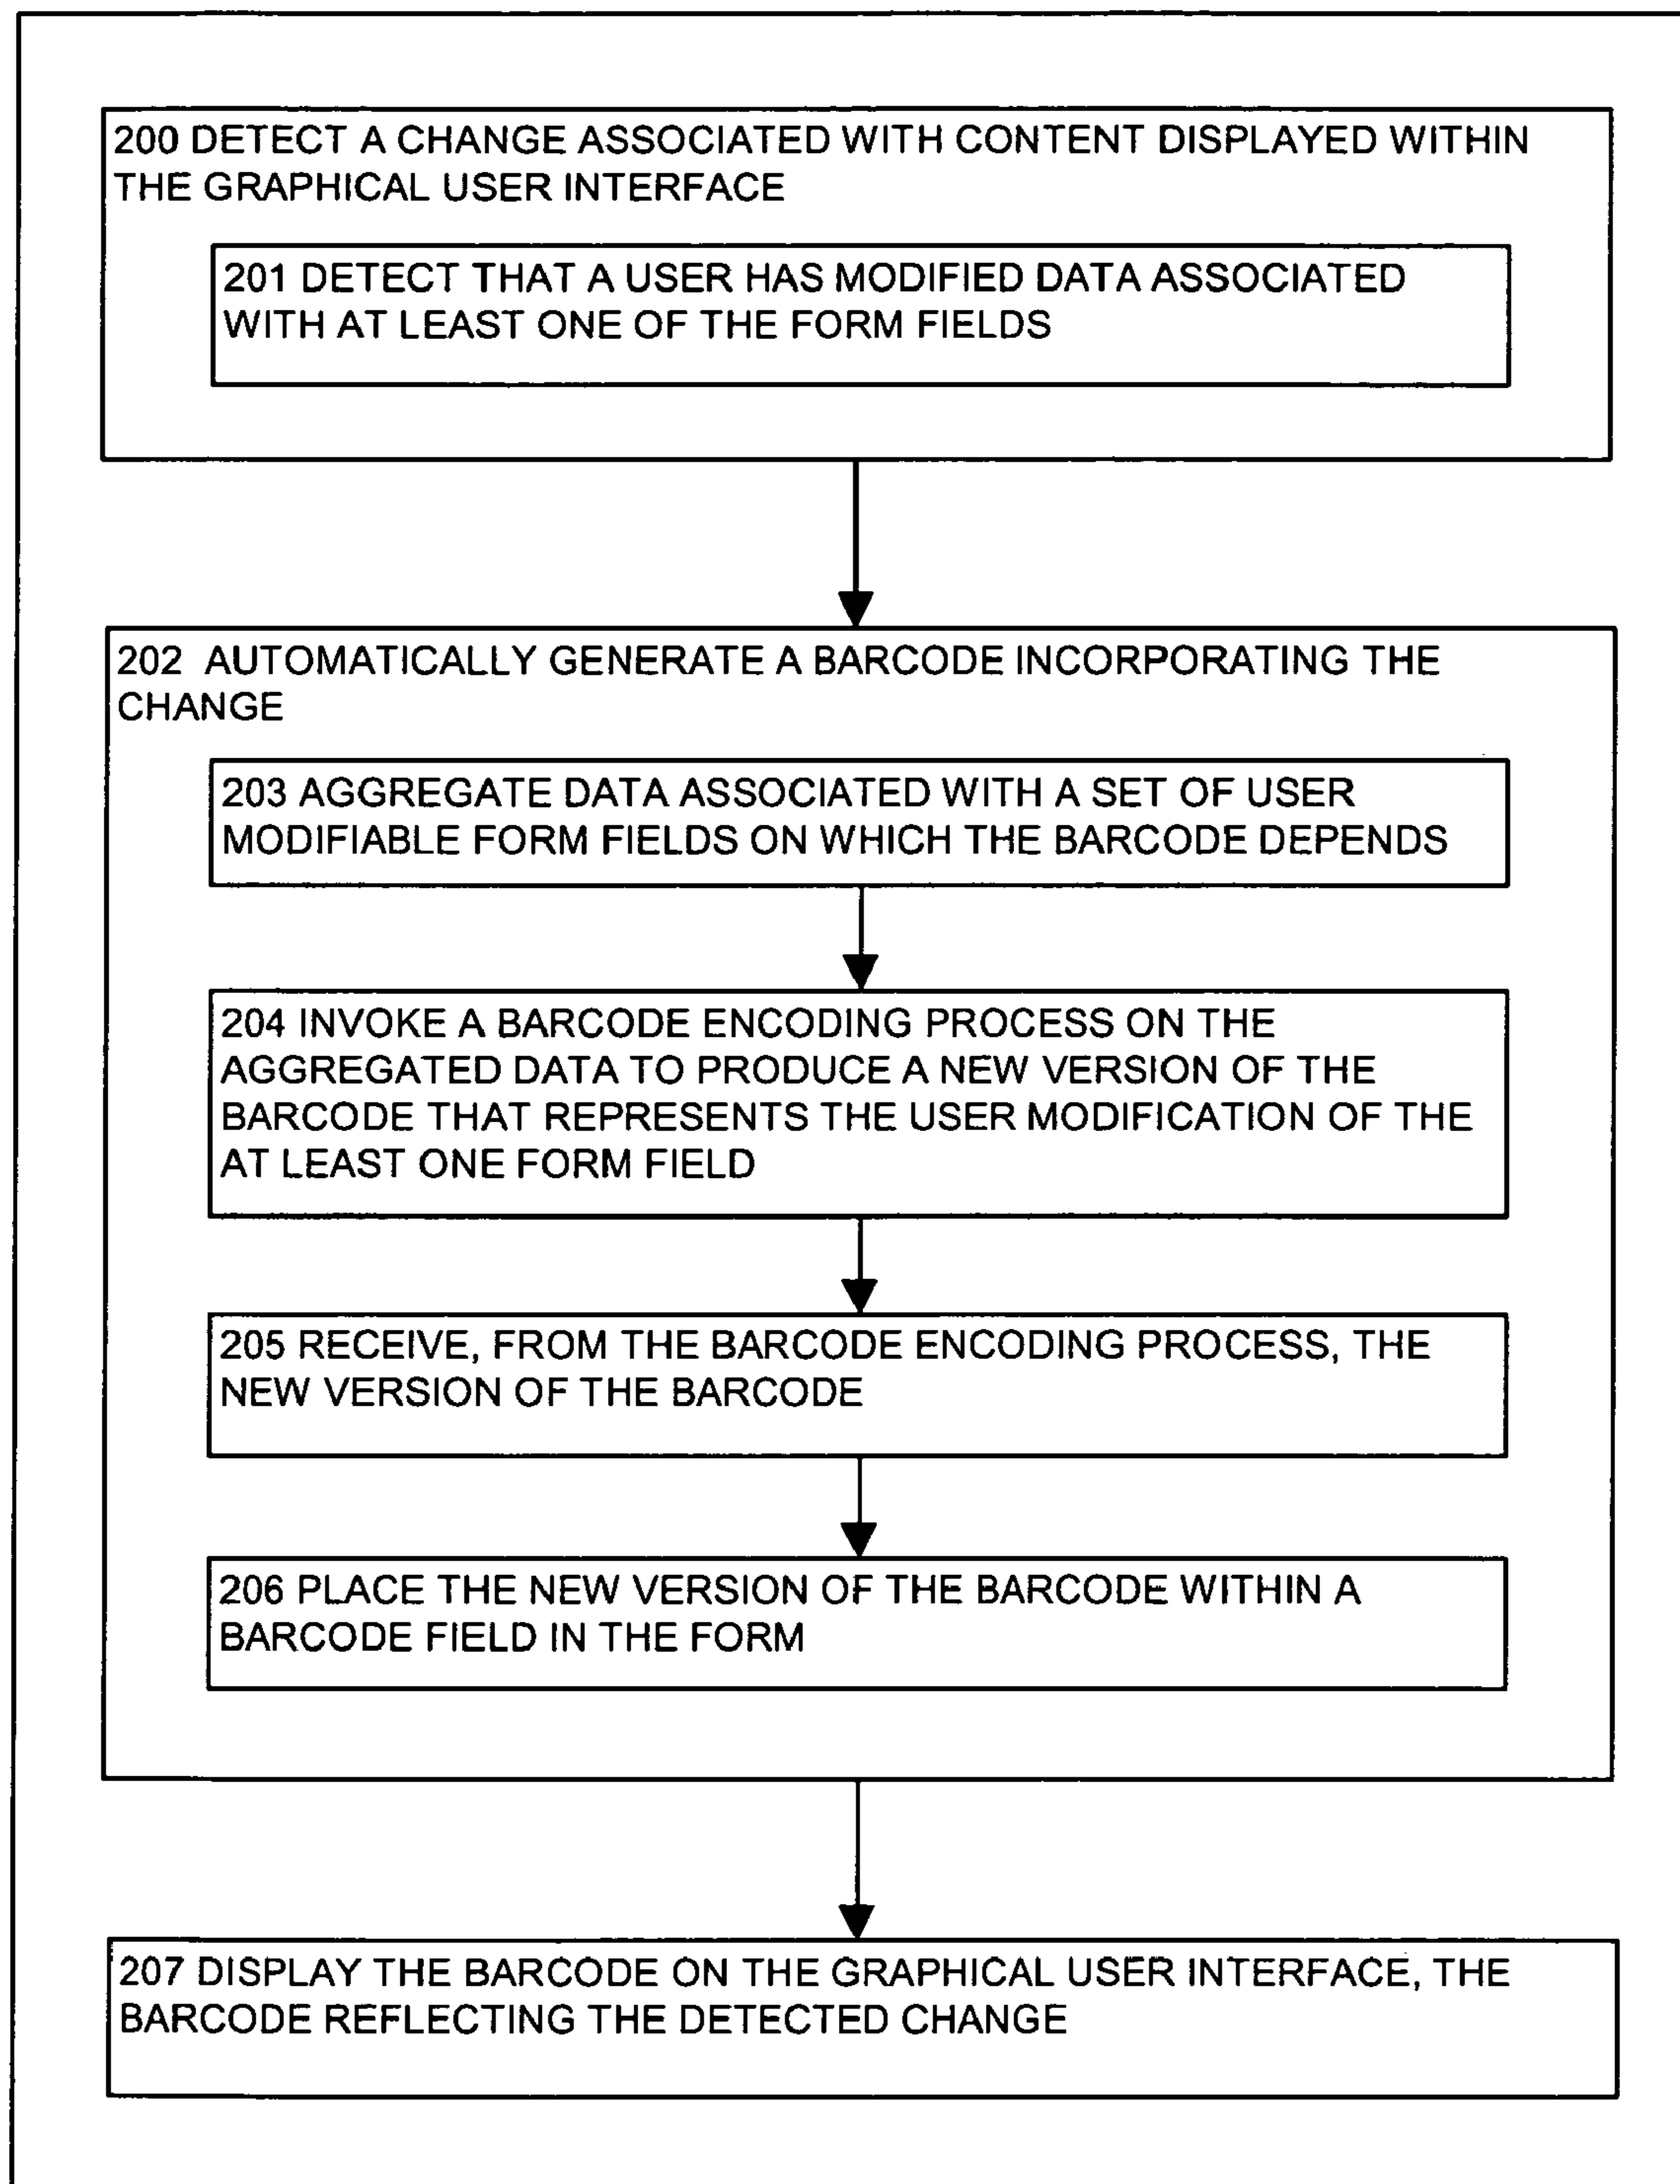 200 DETECT A CHANGE ASSOCIATED WITH CONTENT DISPLAYED WITHIN
THE GRAPHICAL USER INTERFACE
201 DETECT THAT A USER HAS MODIFIED DATA ASSOCIATED
WITH AT LEAST ONE OF THE FORM FIELDS
202 AUTOMATICALLY GENERATE A BARCODE INCORPORATING THE
CHANGE
203 AGGREGATE DATA ASSOCIATED WITH A SET OF USER
MODIFIABLE FORM FIELDS ON WHICH THE BARCODE DEPENDS
204 INVOKE A BARCODE ENCODING PROCESS ON THE
AGGREGATED DATA TO PRODUCE A NEW VERSION OF THE
BARCODE THAT REPRESENTS THE USER MODIFICATION OF THE
AT LEAST ONE FORM FIELD
205 RECEIVE, FROM THE BARCODE ENCODING PROCESS, THE
NEW VERSION OF THE BARCODE
206 PLACE THE NEW VERSION OF THE BARCODE WITHIN A
BARCODE FIELD IN THE FORM
207 DISPLAY THE BARCODE ON THE GRAPHICAL USER INTERFACE, THE
BARCODE REFLECTING THE DETECTED CHANGE